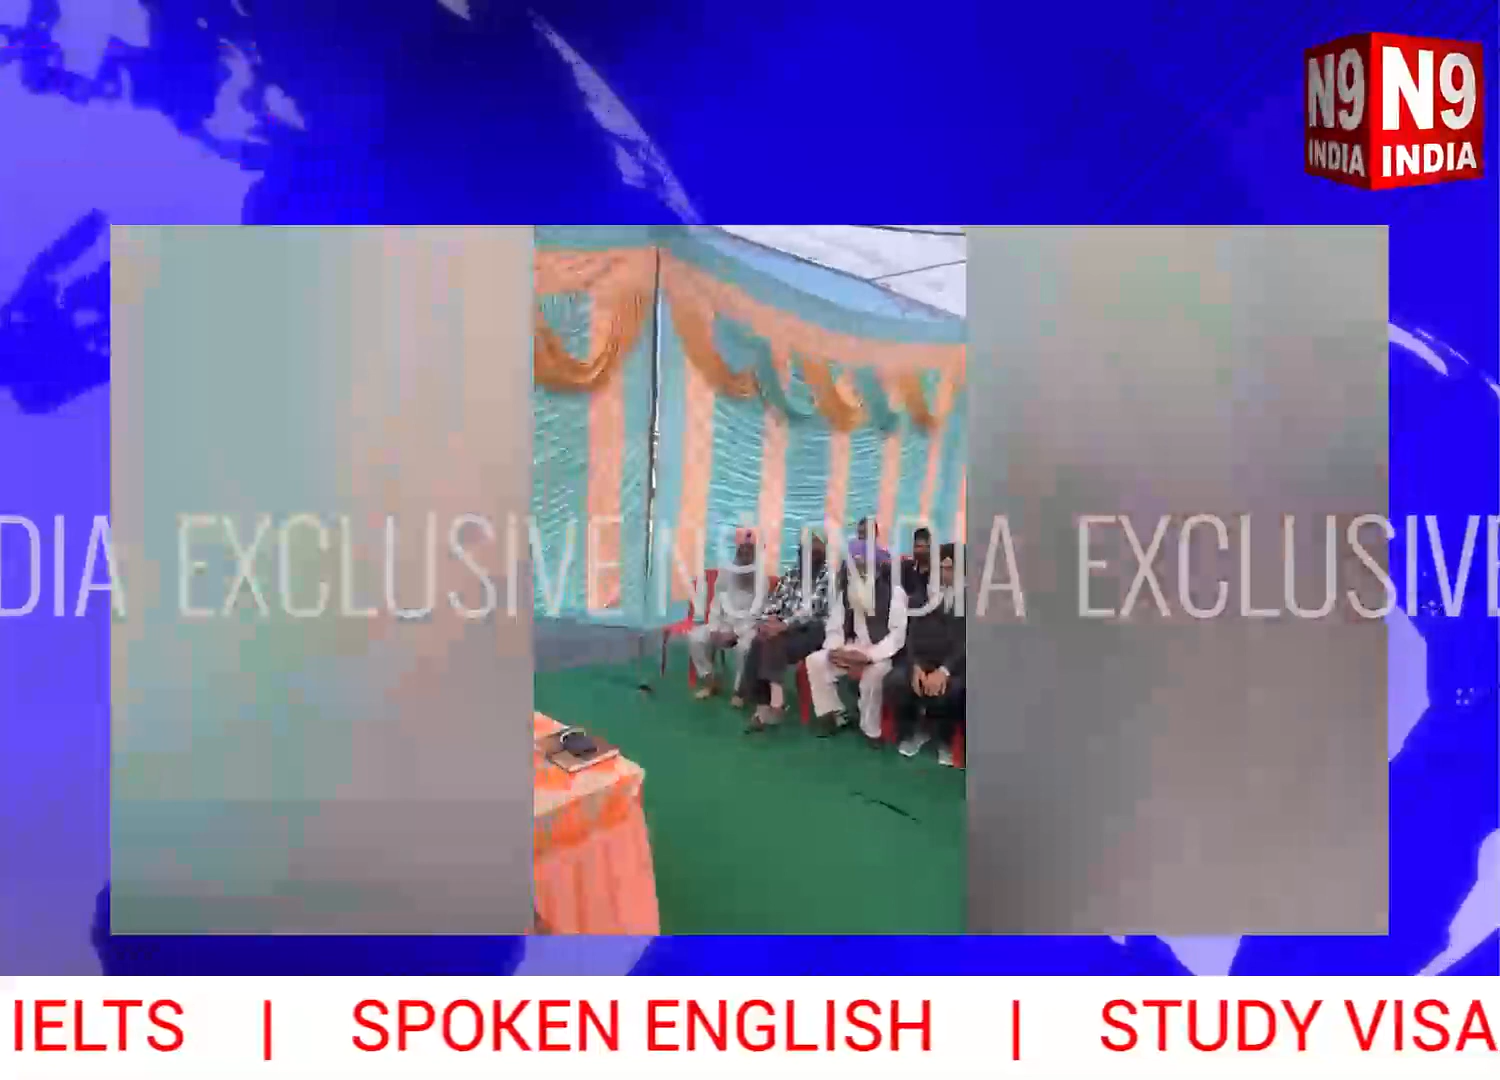 N9 N9
INDIA INDIA
DIA EXCLUSIVE N9 INDIA EXCLUSIVE
IELTS | SPOKEN ENGLISH | STUDY VISA